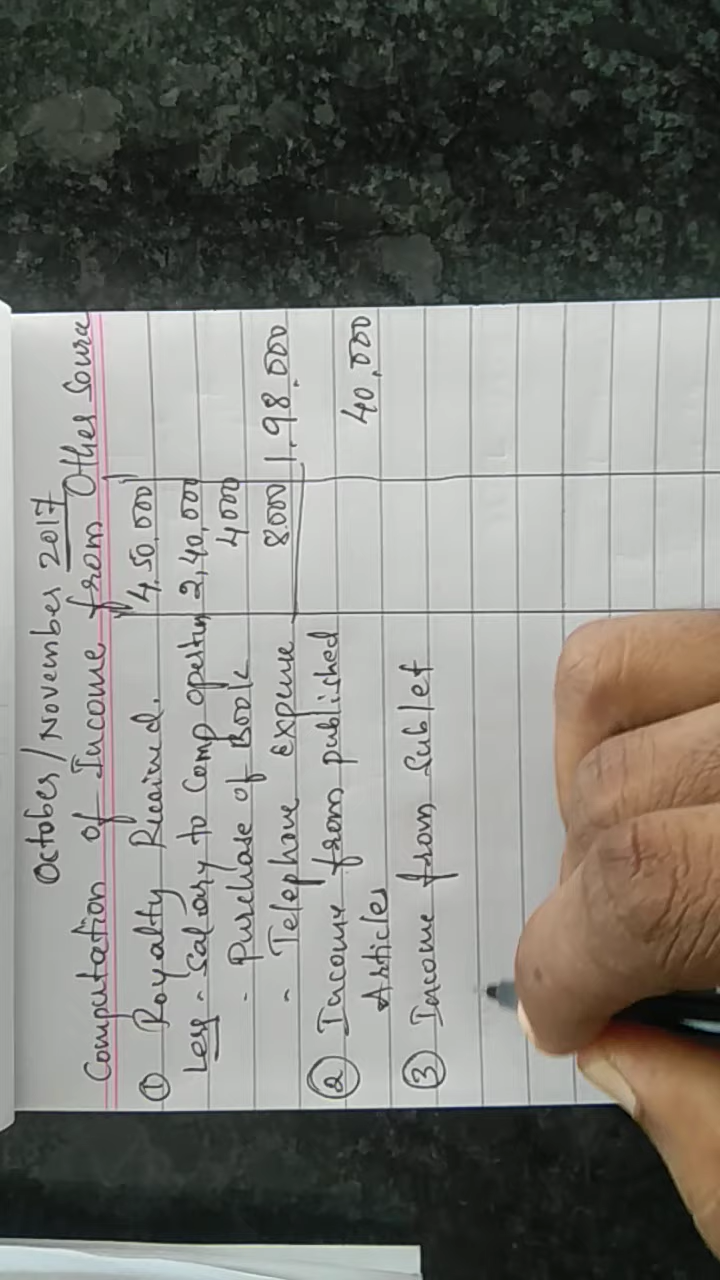 October/November 2017
Computation of Income from Other Source
① Royalty Received. 4,50,000
Less - Salary to Comp opertur 2,40,000
- Purchase of Book 4000
- Telephone expense 8000 1,98,000
② Income from published
Article 40,000
③ Income from Sublet